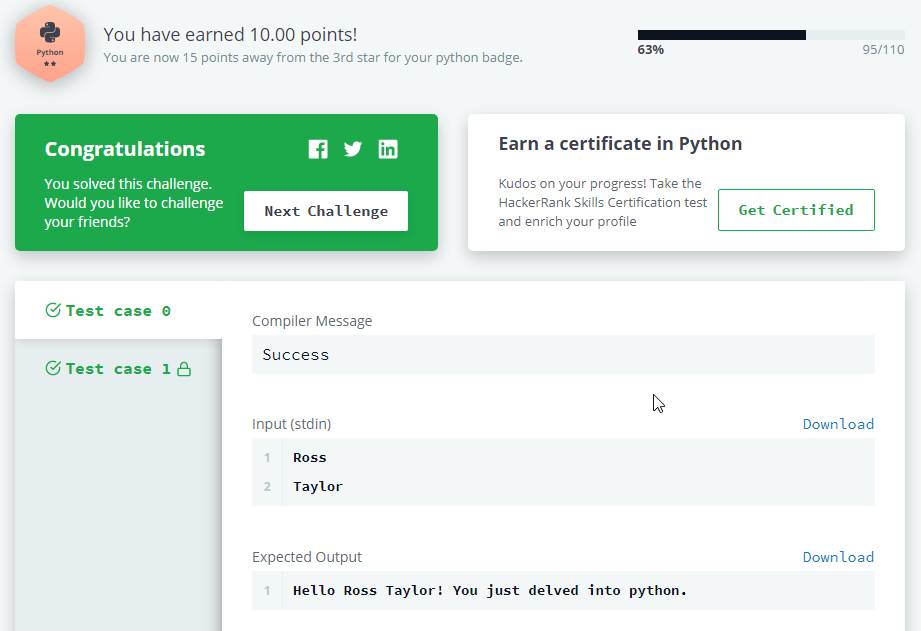 Python
You have earned 10.00 points!
You are now 15 points away from the 3rd star for your python badge.
63%
95/110
Congratulations
You solved this challenge.
Would you like to challenge
your friends?
Next Challenge
Earn a certificate in Python
Kudos on your progress! Take the
HackerRank Skills Certification test
and enrich your profile
Get Certified
Test case 0
Test case 1
Compiler Message
Success
Input (stdin)
Download
1 Ross
2 Taylor
Expected Output
Download
1 Hello Ross Taylor! You just delved into python.